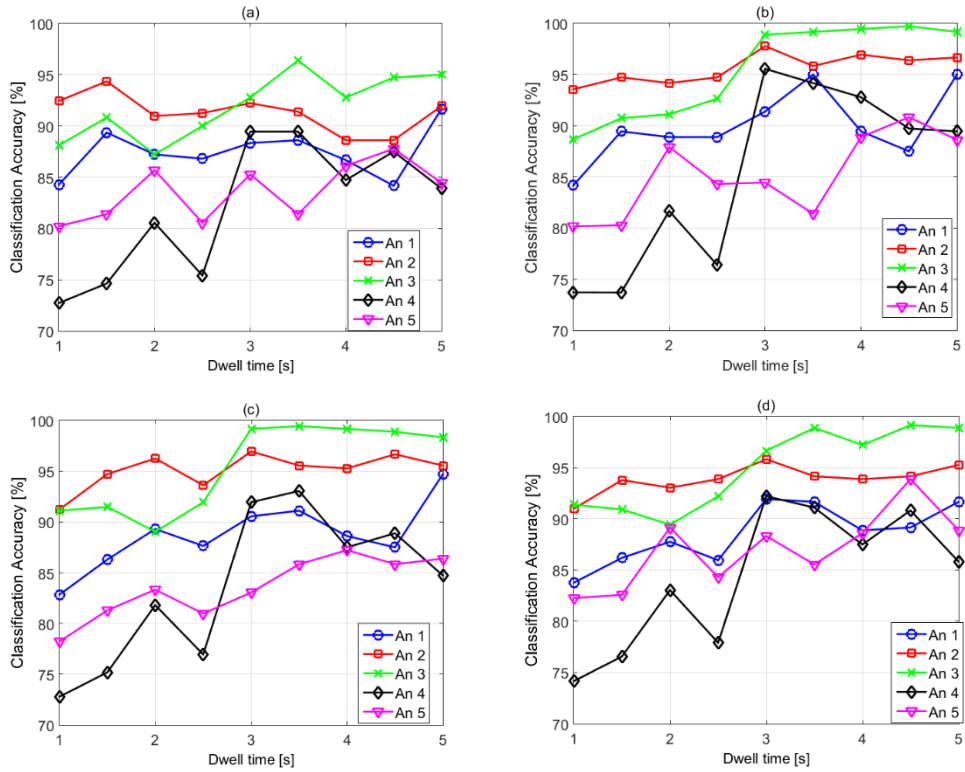 (a)
Classification Accuracy [%]
100
95
90
85
80
75
70
1 2 3 4 5
Dwell time [s]
An 1
An 2
An 3
An 4
An 5
(b)
Classification Accuracy [%]
100
95
90
85
80
75
70
1 2 3 4 5
Dwell time [s]
An 1
An 2
An 3
An 4
An 5
(c)
Classification Accuracy [%]
100
95
90
85
80
75
70
1 2 3 4 5
Dwell time [s]
An 1
An 2
An 3
An 4
An 5
(d)
Classification Accuracy [%]
100
95
90
85
80
75
70
1 2 3 4 5
Dwell time [s]
An 1
An 2
An 3
An 4
An 5